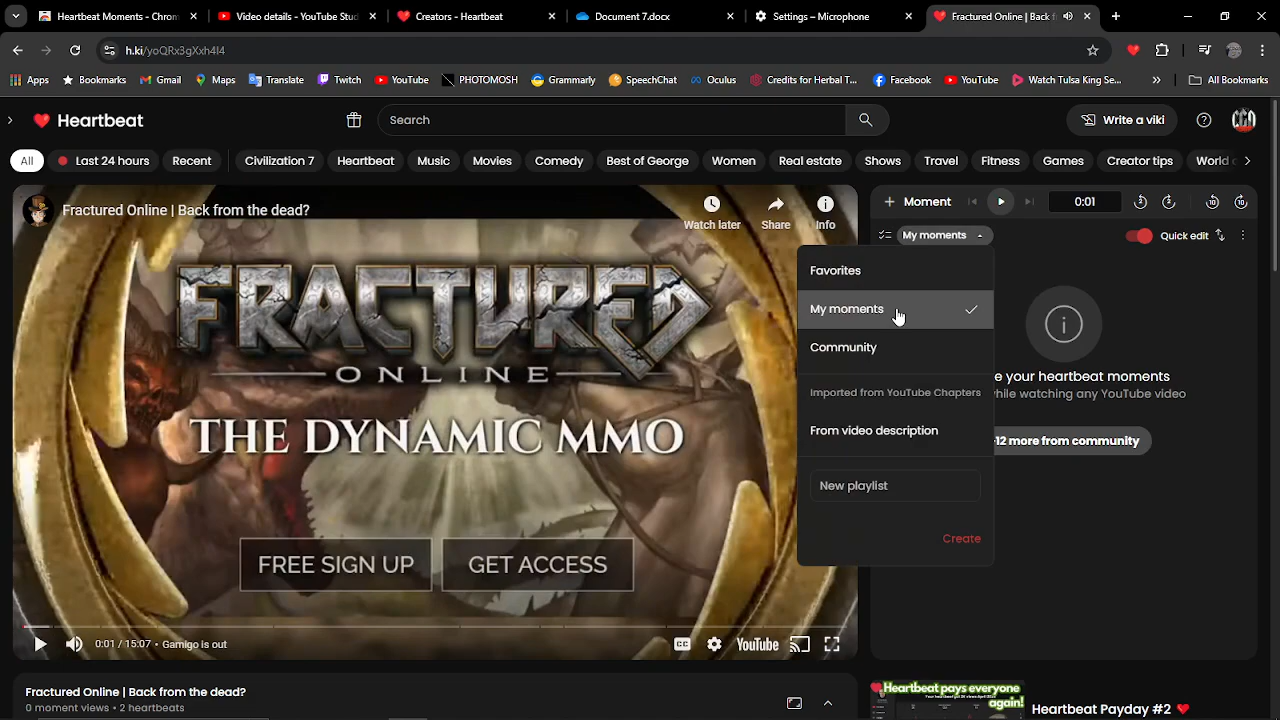 Heartbeat Moments - Chrom
Video details - YouTube Stud
Creators - Heartbeat
Document 7.docx
Settings – Microphone
Fractured Online | Back f
h.ki/yoQRx3gXxh4I4
Apps
Bookmarks
Gmail
Maps
Translate
Twitch
YouTube
PHOTOMOSH
Grammarly
SpeechChat
Oculus
Credits for Herbal T...
Facebook
YouTube
Watch Tulsa King Se...
»
All Bookmarks
Heartbeat
Search
Write a viki
All
Last 24 hours
Recent
Civilization 7
Heartbeat
Music
Movies
Comedy
Best of George
Women
Real estate
Shows
Travel
Fitness
Games
Creator tips
World
Fractured Online | Back from the dead?
Watch later
Share
Info
FRACTURED
ONLINE
THE DYNAMIC MMO
FREE SIGN UP
GET ACCESS
0:01 / 15:07 • Gamigo is out
CC
YouTube
+ Moment
0:01
5
5
10
10
My moments
Quick edit
Favorites
My moments
Community
Imported from YouTube Chapters
From video description
New playlist
Create
e your heartbeat moments
while watching any YouTube video
12 more from community
Fractured Online | Back from the dead?
0 moment views • 2 heartbeats
Heartbeat pays everyone
again!
Heartbeat Payday #2